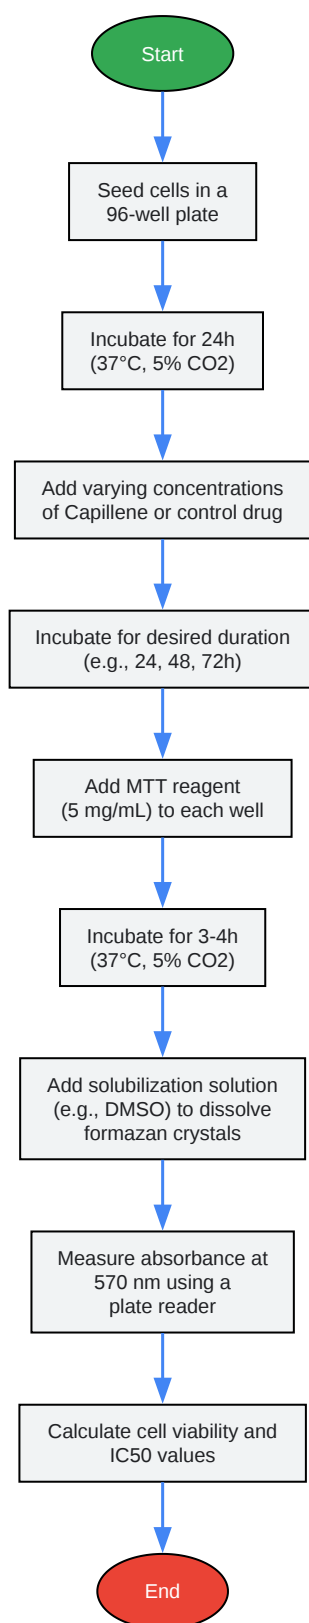 Start
Seed cells in a
96-well plate
Incubate for 24h
(37°C, 5% CO2)
Add varying concentrations
of Capillene or control drug
Incubate for desired duration
(e.g., 24, 48, 72h)
Add MTT reagent
(5 mg/mL) to each well
Incubate for 3-4h
(37°C, 5% CO2)
Add solubilization solution
(e.g., DMSO) to dissolve
formazan crystals
Measure absorbance at
570 nm using a
plate reader
Calculate cell viability and
IC50 values
End